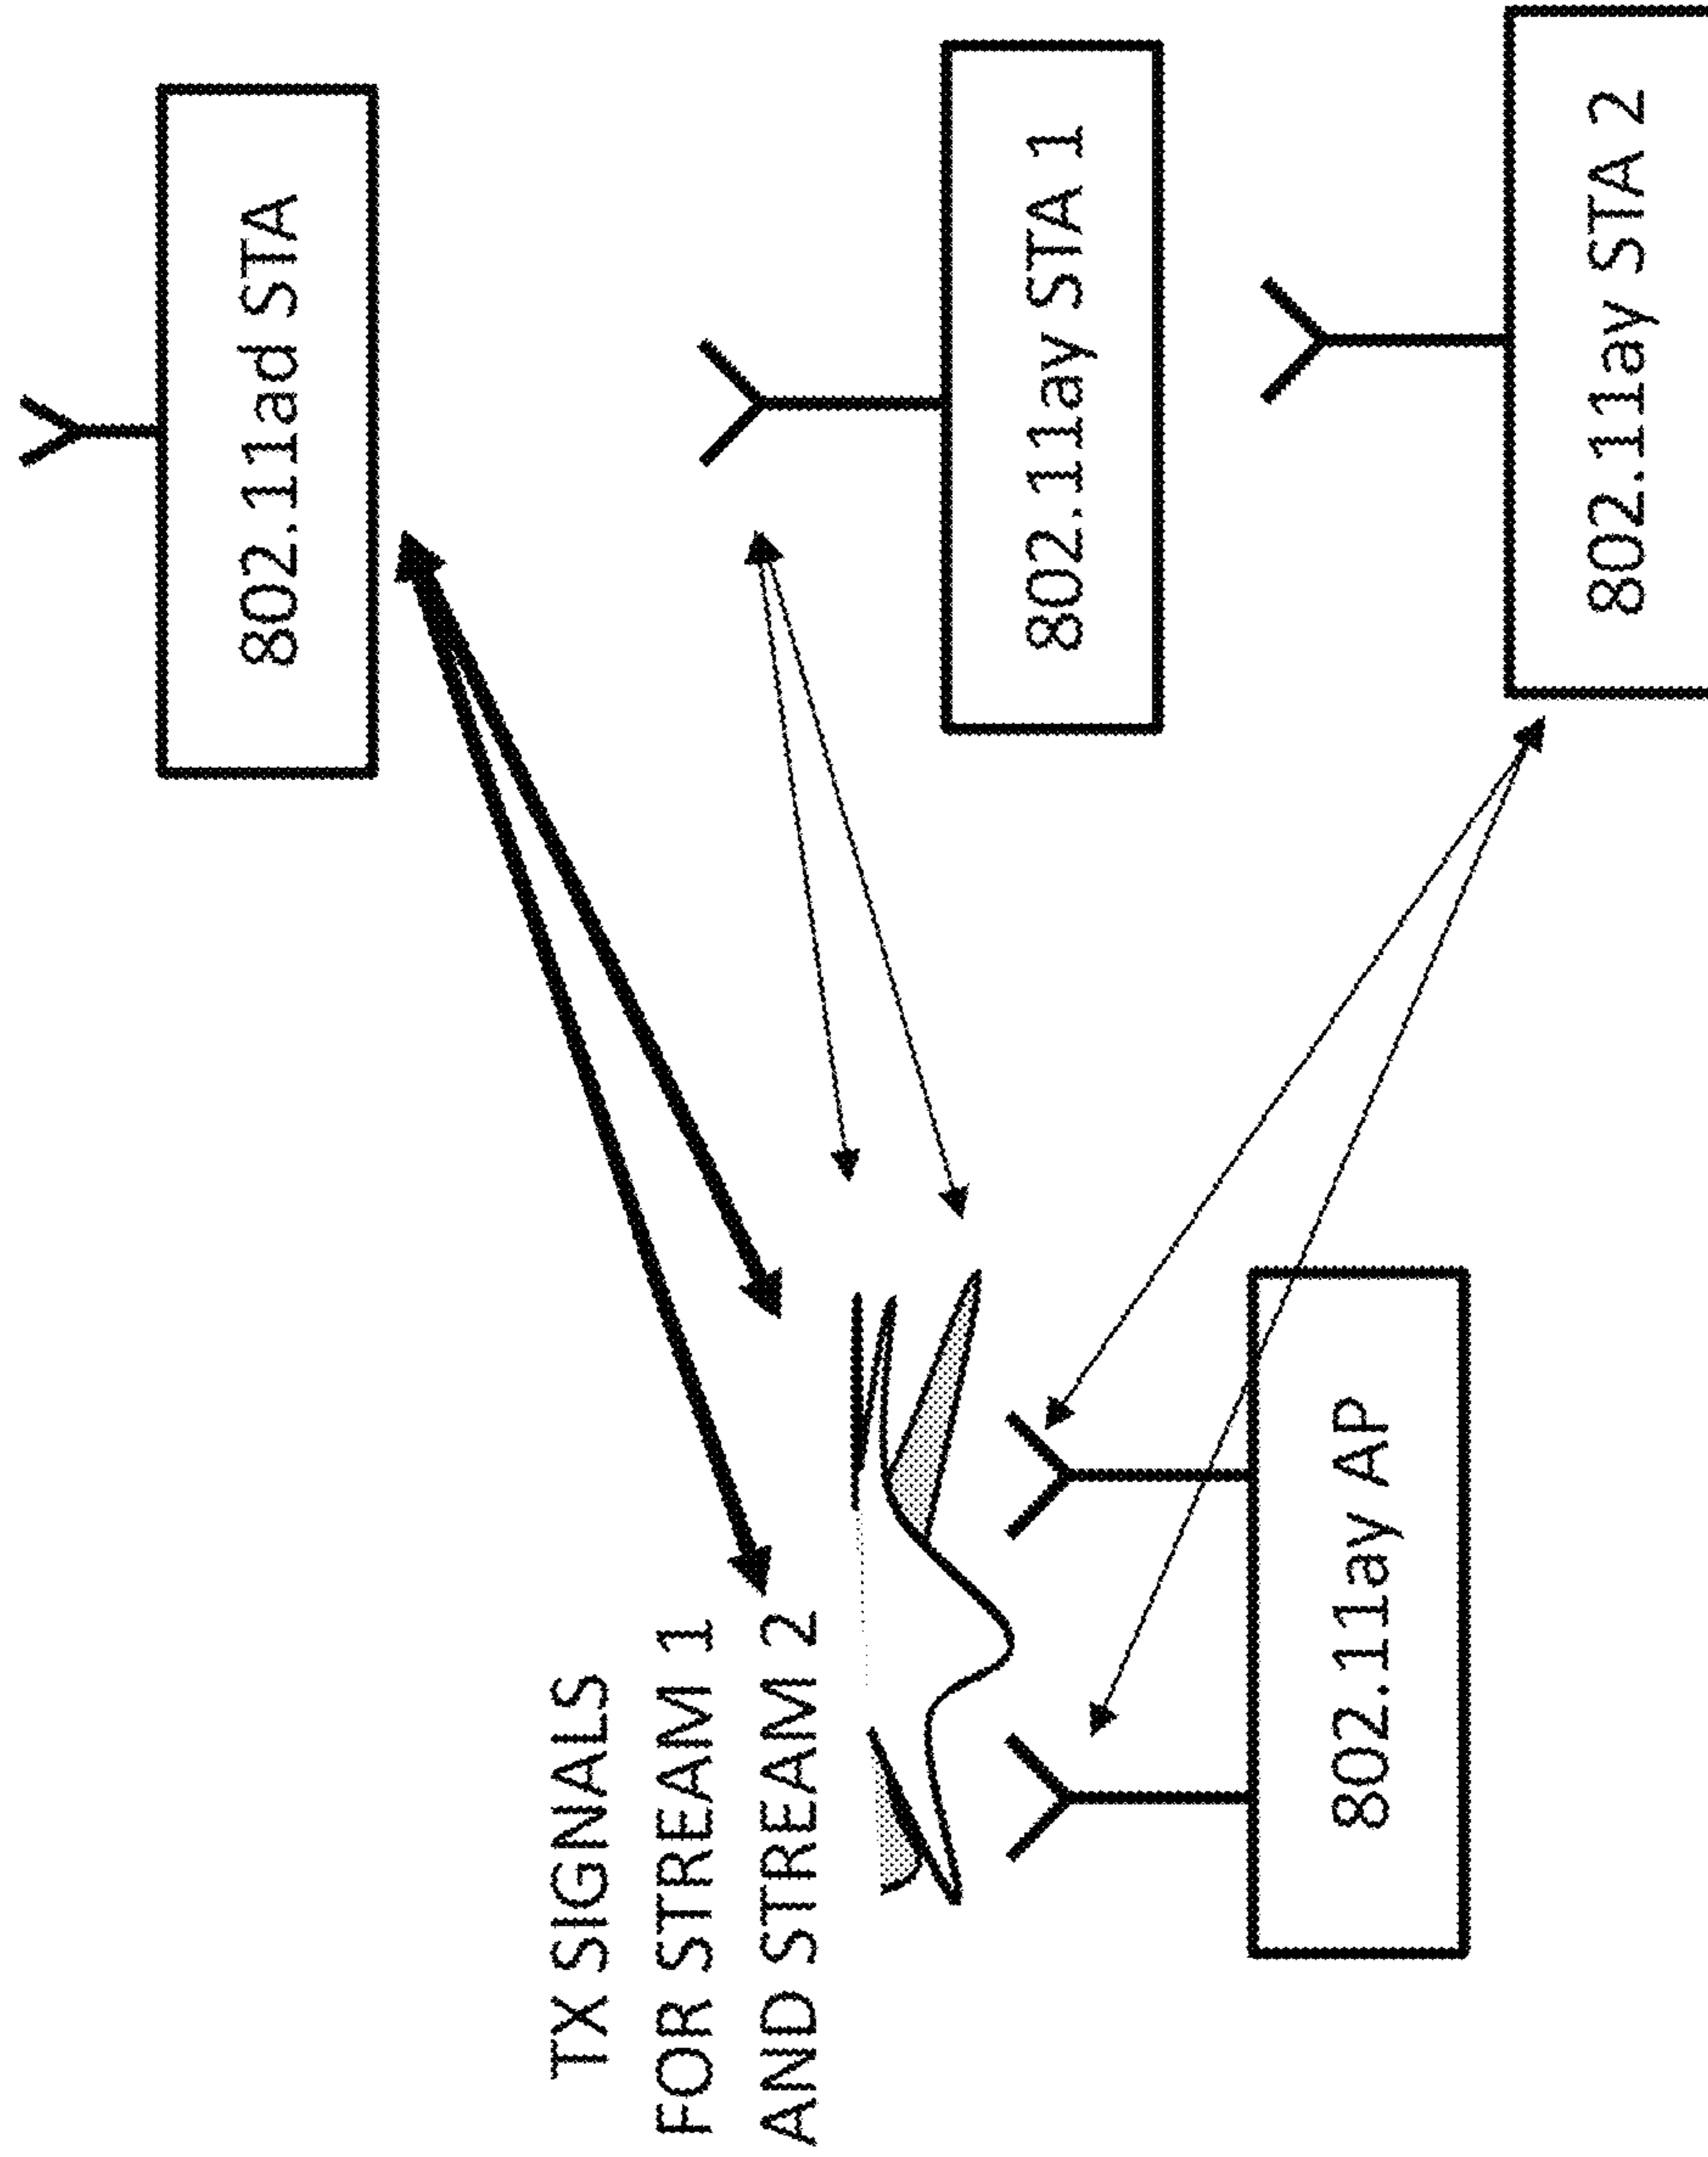 802.11ad STA
TX SIGNALS
FOR STREAM 1
AND STREAM 2
802.11ay STA 1
802.11ay AP
802.11ay STA 2